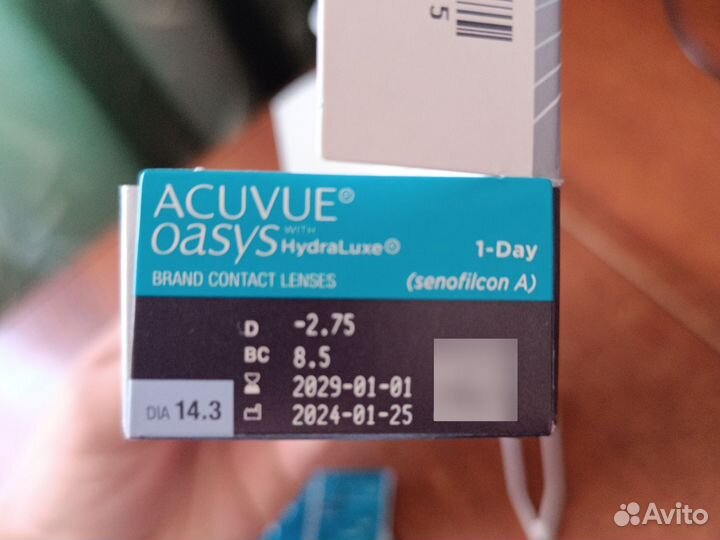 5
ACUVUE®
OASYS WITH HydraLuxe®
1-Day
BRAND CONTACT LENSES
(senofilcon A)
D -2.75
BC 8.5
2029-01-01
DIA 14.3
2024-01-25
Avito